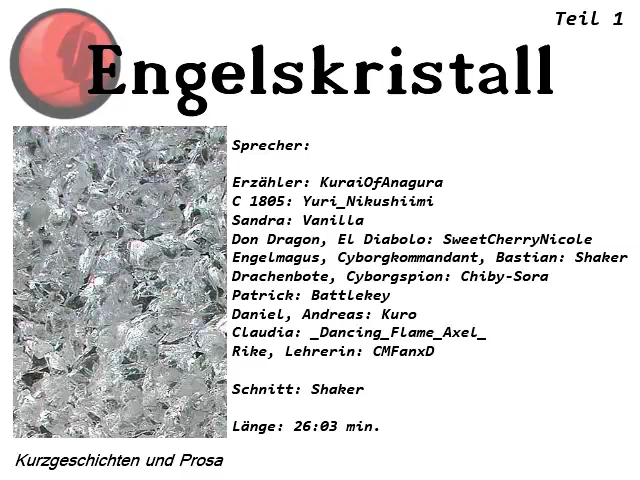 Teil 1
Engelskristall
Sprecher:
Erzähler: KuraiOfAnagura
C 1805: Yuri_Nikushiimi
Sandra: Vanilla
Don Dragon, El Diabolo: SweetCherryNicole
Engelmagus, Cyborgkommandant, Bastian: Shaker
Drachenbote, Cyborgspion: Chiby-Sora
Patrick: Battlekey
Daniel, Andreas: Kuro
Claudia: _Dancing_Flame_Axel_
Rike, Lehrerin: CMFanxD
Schnitt: Shaker
Länge: 26:03 min.
Kurzgeschichten und Prosa